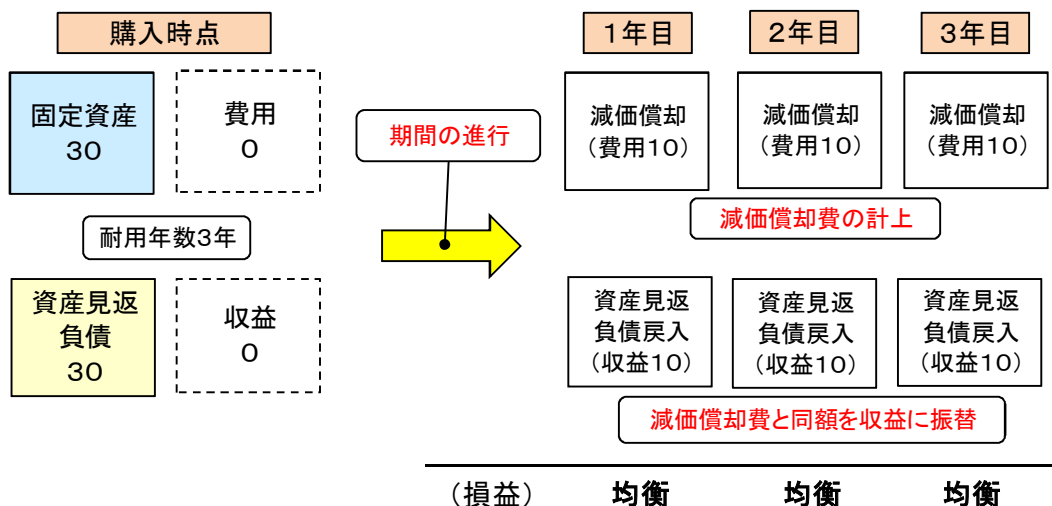 購入時点
1年目
2年目
3年目
固定資産
30
費用
0
期間の進行
減価償却
(費用10)
減価償却
(費用10)
減価償却
(費用10)
耐用年数3年
減価償却費の計上
資産見返
負債
30
収益
0
資産見返
負債戻入
(収益10)
資産見返
負債戻入
(収益10)
資産見返
負債戻入
(収益10)
減価償却費と同額を収益に振替
(損益)
均衡
均衡
均衡